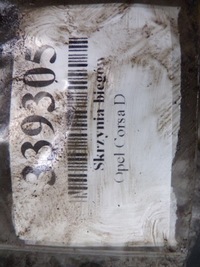 339305
Skrzynia biegów
Opel Corsa D